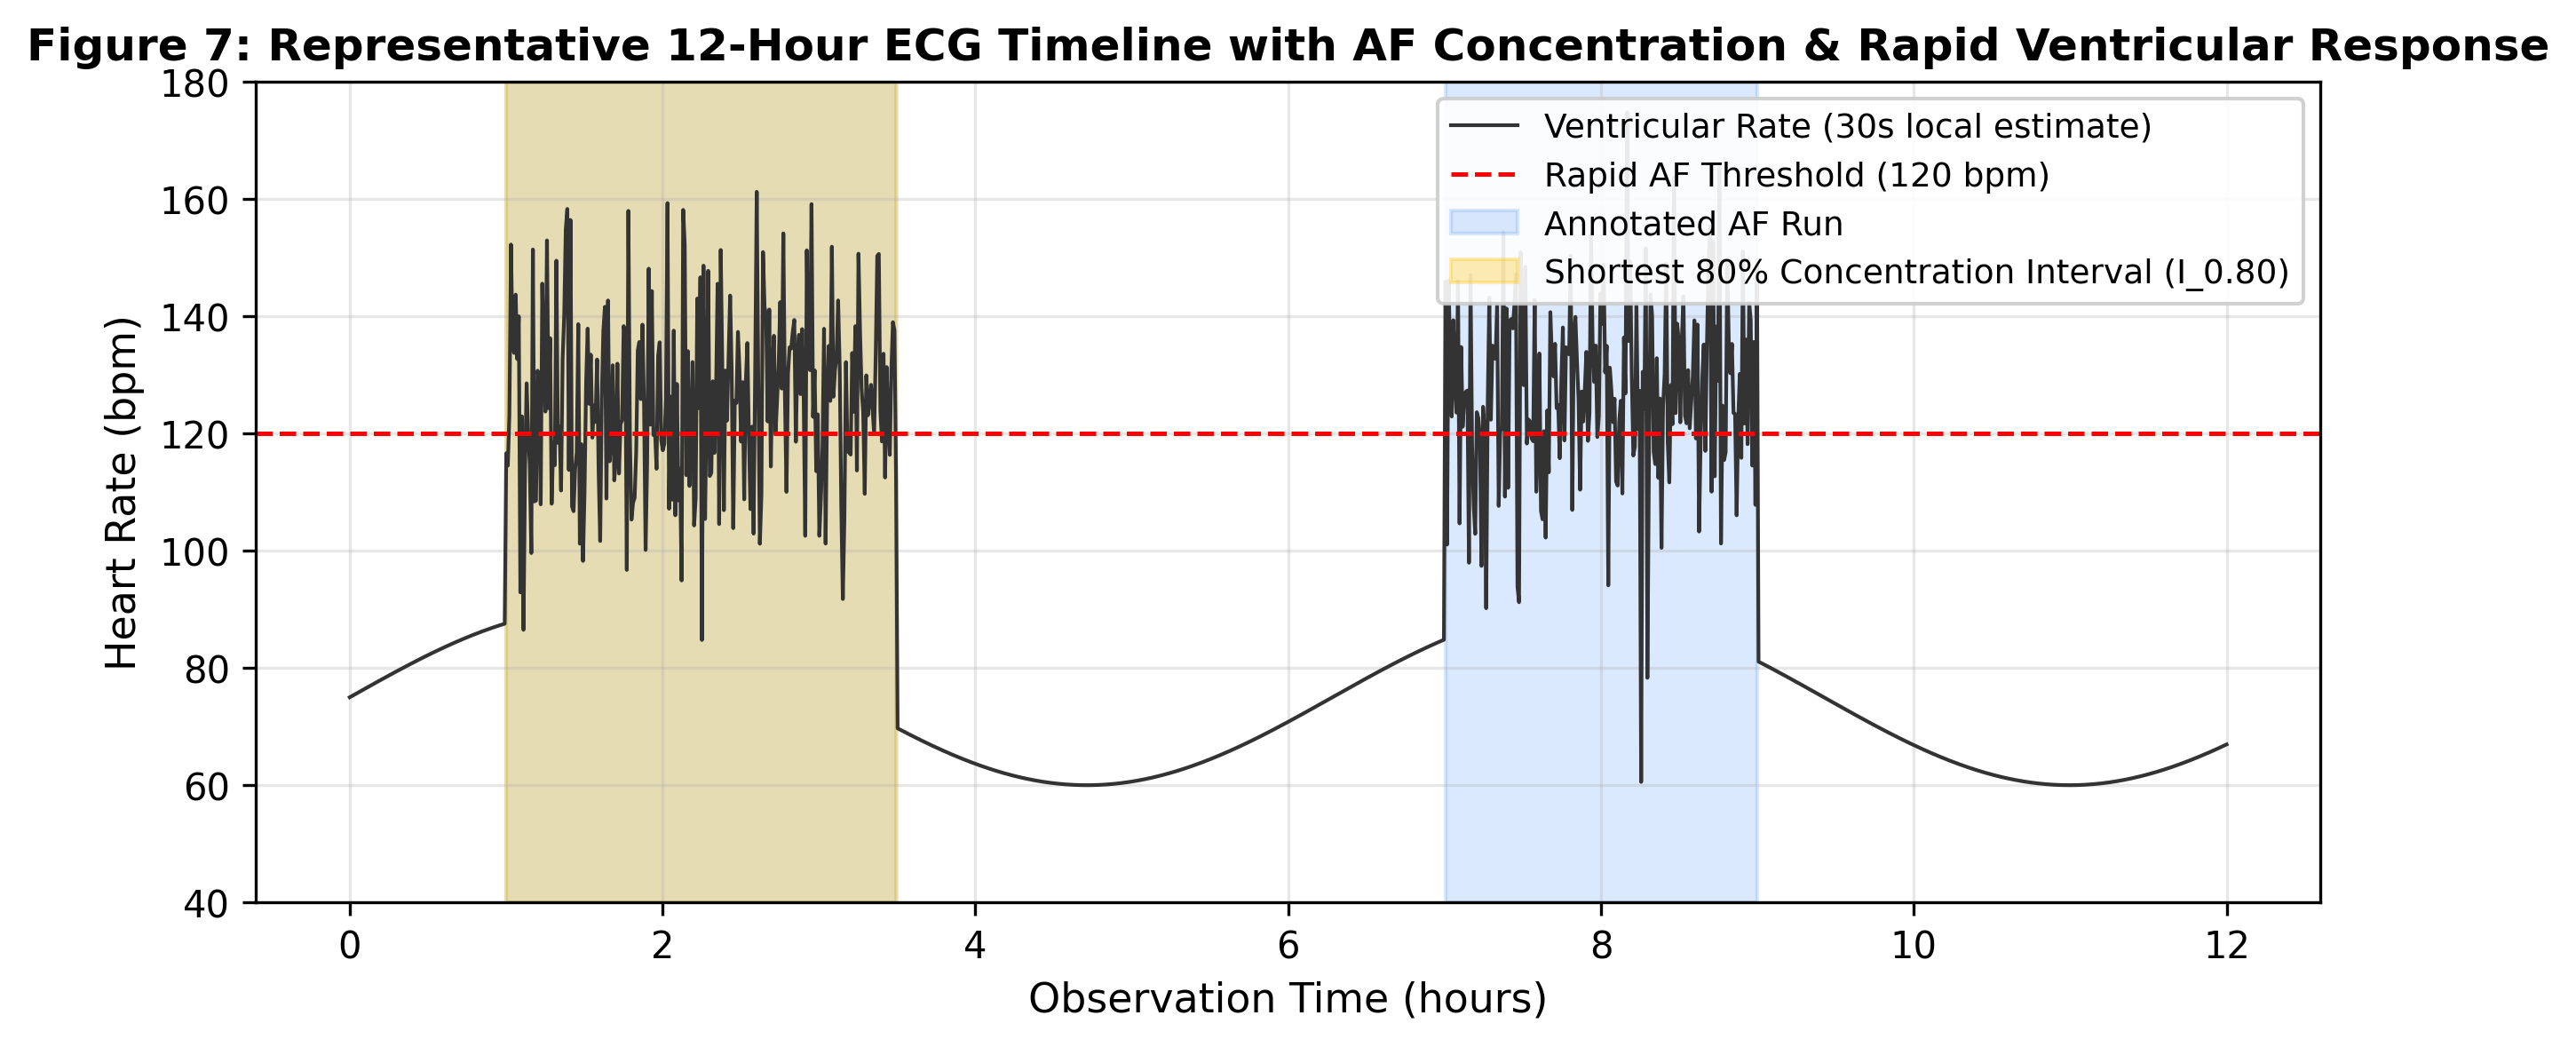 Figure 7: Representative 12-Hour ECG Timeline with AF Concentration & Rapid Ventricular Response
180
160
140
120
100
80
60
40
Heart Rate (bpm)
Ventricular Rate (30s local estimate)
Rapid AF Threshold (120 bpm)
Annotated AF Run
Shortest 80% Concentration Interval (I_0.80)
0 2 4 6 8 10 12
Observation Time (hours)